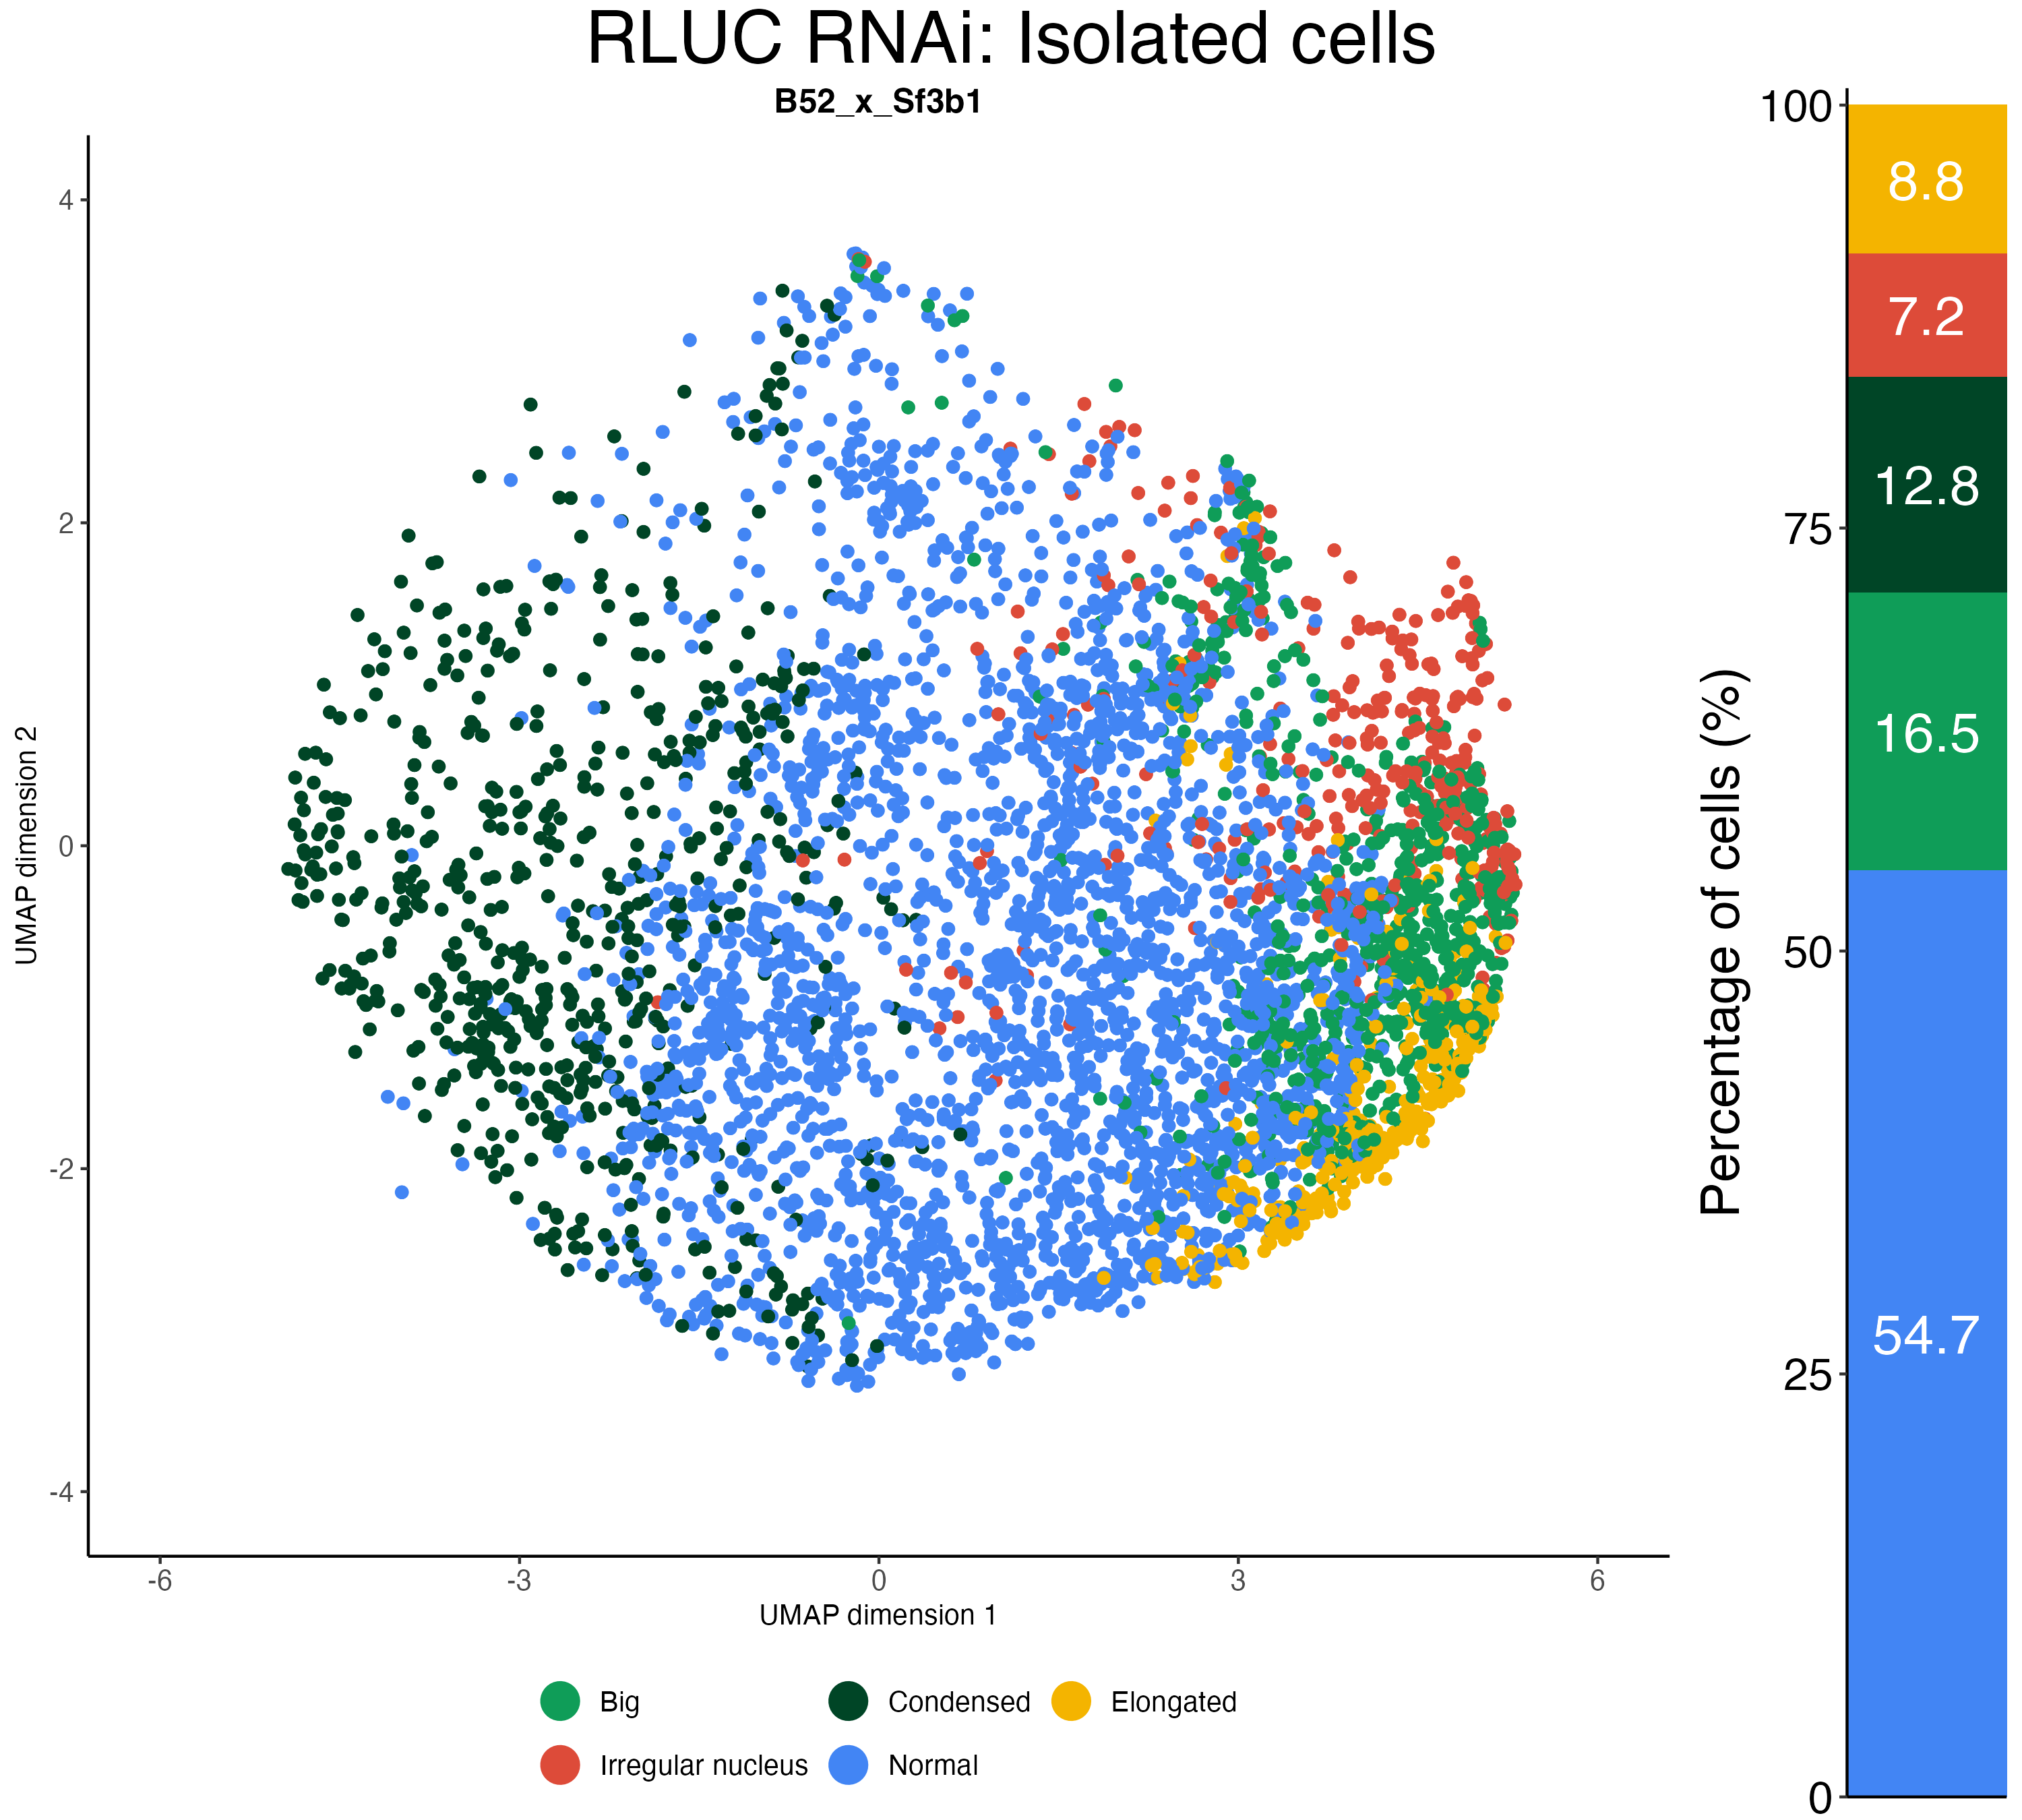 RLUC RNAi: Isolated cells
B52_x_Sf3b1
UMAP dimension 2
4
2
0
-2
-4
-6
-3
0
3
6
UMAP dimension 1
Big
Condensed
Elongated
Irregular nucleus
Normal
Percentage of cells (%)
100
75
50
25
0
8.8
7.2
12.8
16.5
54.7